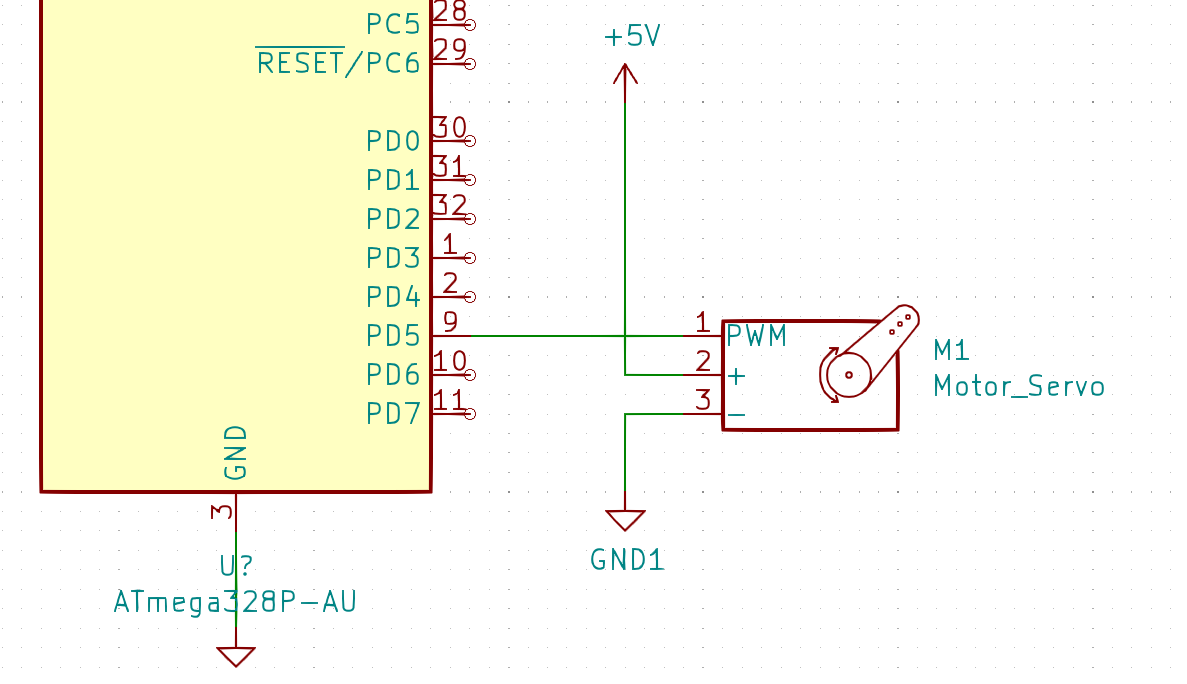 PC5 28
RESET/PC6 29
PD0 30
PD1 31
PD2 32
PD3 1
PD4 2
PD5 9
PD6 10
PD7 11
GND
3
U?
ATmega328P-AU
+5V
1 PWM
2 +
3 −
M1
Motor_Servo
GND1